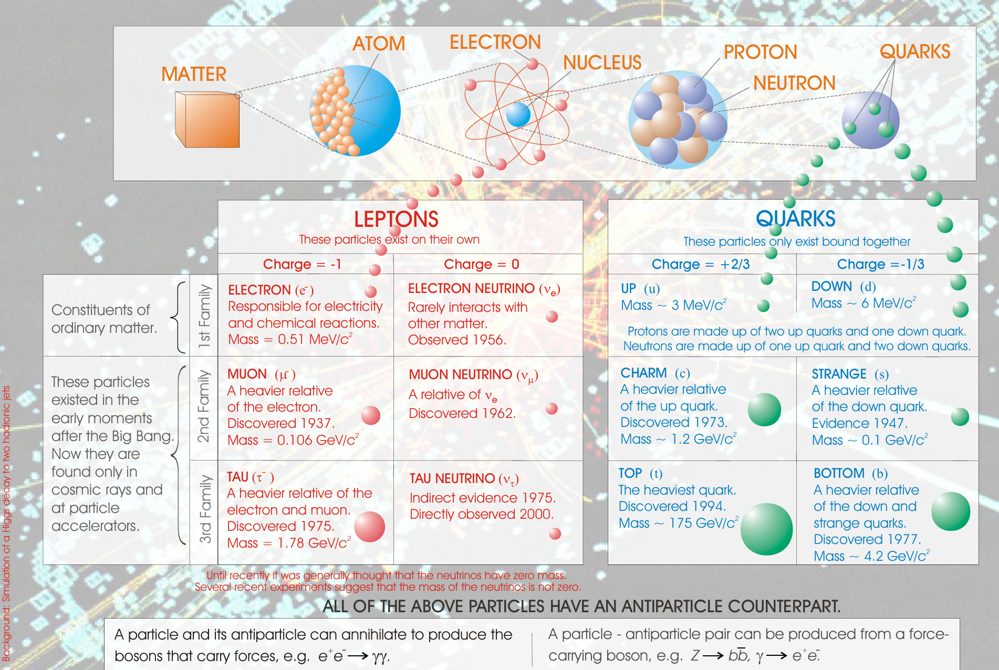 MATTER
ATOM
ELECTRON
NUCLEUS
PROTON
NEUTRON
QUARKS
LEPTONS
These particles exist on their own
Charge = -1
Charge = 0
QUARKS
These particles only exist bound together
Charge = +2/3
Charge =-1/3
Constituents of
ordinary matter.
1st Family
ELECTRON (e⁻)
Responsible for electricity
and chemical reactions.
Mass = 0.51 MeV/c²
ELECTRON NEUTRINO (νₑ)
Rarely interacts with
other matter.
Observed 1956.
UP (u)
Mass ~ 3 MeV/c²
DOWN (d)
Mass ~ 6 MeV/c²
Protons are made up of two up quarks and one down quark.
Neutrons are made up of one up quark and two down quarks.
These particles
existed in the
early moments
after the Big Bang.
Now they are
found only in
cosmic rays and
at particle
accelerators.
2nd Family
MUON (μ⁻)
A heavier relative
of the electron.
Discovered 1937.
Mass = 0.106 GeV/c²
MUON NEUTRINO (ν_μ)
A relative of νₑ
Discovered 1962.
CHARM (c)
A heavier relative
of the up quark.
Discovered 1973.
Mass ~ 1.2 GeV/c²
STRANGE (s)
A heavier relative
of the down quark.
Evidence 1947.
Mass ~ 0.1 GeV/c²
3rd Family
TAU (τ⁻)
A heavier relative of the
electron and muon.
Discovered 1975.
Mass = 1.78 GeV/c²
TAU NEUTRINO (ν_τ)
Indirect evidence 1975.
Directly observed 2000.
TOP (t)
The heaviest quark.
Discovered 1994.
Mass ~ 175 GeV/c²
BOTTOM (b)
A heavier relative
of the down and
strange quarks.
Discovered 1977.
Mass ~ 4.2 GeV/c²
Until recently it was generally thought that the neutrinos have zero mass.
Several recent experiments suggest that the mass of the neutrinos is not zero.
ALL OF THE ABOVE PARTICLES HAVE AN ANTIPARTICLE COUNTERPART.
A particle and its antiparticle can annihilate to produce the
bosons that carry forces, e.g. e⁺e⁻ → γγ.
A particle - antiparticle pair can be produced from a force-
carrying boson, e.g. Z → bb̅, γ → e⁺e⁻.
Background: Simulation of a Higgs decay to two hadronic jets